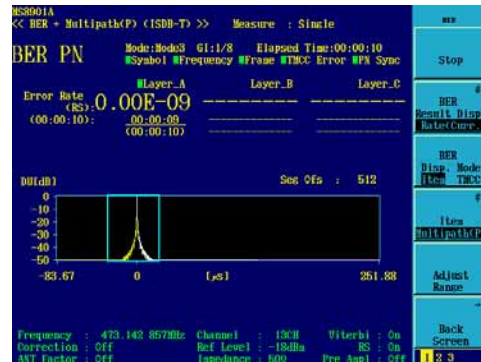 MS8901A
<< BER + Multipath(P) (ISDB-T) >> Measure : Single
BER
BER PN
Mode:Mode3 GI:1/8 Elapsed Time:00:00:10
Symbol Frequency Frame TMCC Error PN Sync
Stop
Layer_A Layer_B Layer_C
Error Rate
(RS):
0.00E-09
(00:00:10):
00:00:09
(00:00:10)
#
BER
Result Disp
Rate(Curr.
BER
Disp. Mode
Item TMCC
DU[dB]
Seg Ofs : 512
0
-10
-20
-30
-40
-50
#
Item
Multipath(P
-83.67 0 [μs] 251.88
Adjust
Range
Frequency : 473.142 857MHz Channel : 13CH Viterbi : On
Correction : Off Ref Level : -18dBm RS : On
ANT Factor : Off Impedance : 50Ω Pre Ampl : Off
Back
Screen
1 2 3